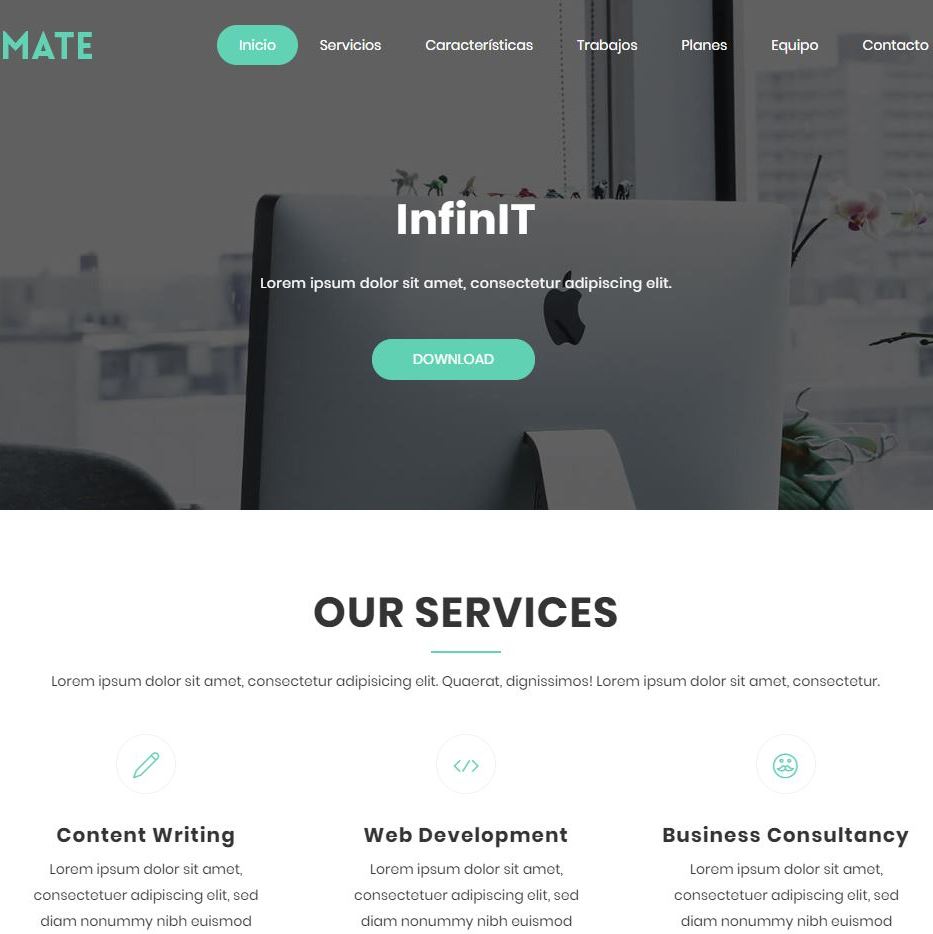 MATE
Inicio Servicios Características Trabajos Planes Equipo Contacto
InfinIT
Lorem ipsum dolor sit amet, consectetur adipiscing elit.
DOWNLOAD
OUR SERVICES
Lorem ipsum dolor sit amet, consectetur adipisicing elit. Quaerat, dignissimos! Lorem ipsum dolor sit amet, consectetur.
Content Writing
Lorem ipsum dolor sit amet,
consectetuer adipiscing elit, sed
diam nonummy nibh euismod
Web Development
Lorem ipsum dolor sit amet,
consectetuer adipiscing elit, sed
diam nonummy nibh euismod
Business Consultancy
Lorem ipsum dolor sit amet,
consectetuer adipiscing elit, sed
diam nonummy nibh euismod